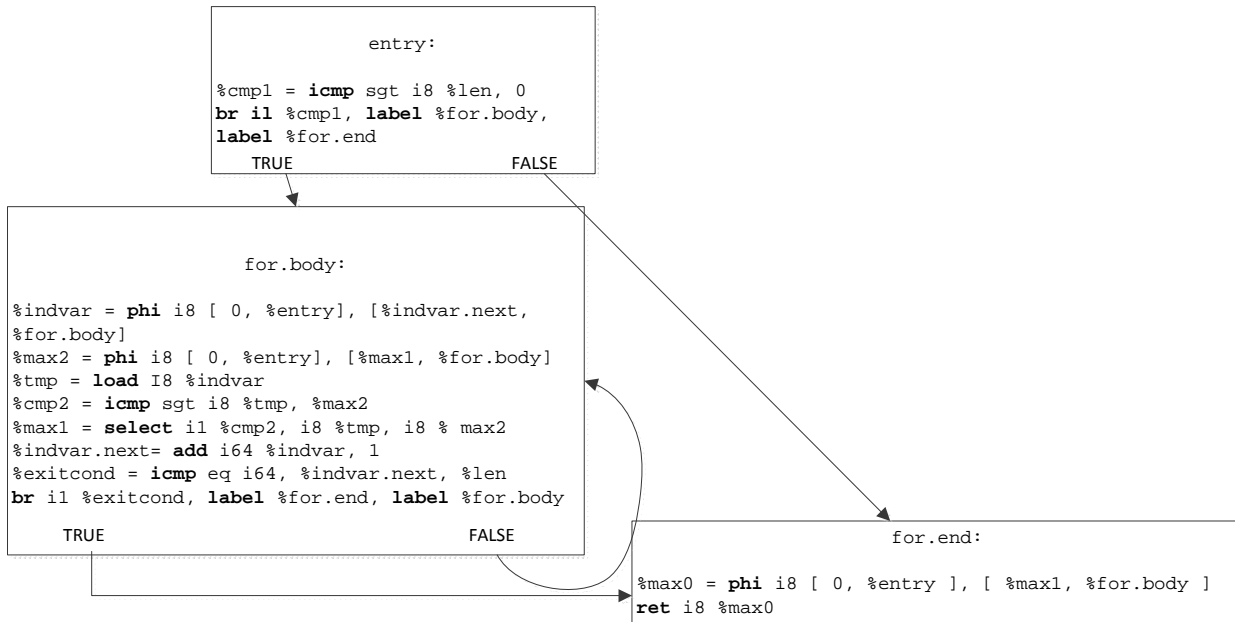 entry:
%cmp1 = icmp sgt i8 %len, 0
br il %cmp1, label %for.body,
label %for.end
TRUE FALSE
for.body:
%indvar = phi i8 [ 0, %entry], [%indvar.next,
%for.body]
%max2 = phi i8 [ 0, %entry], [%max1, %for.body]
%tmp = load I8 %indvar
%cmp2 = icmp sgt i8 %tmp, %max2
%max1 = select i1 %cmp2, i8 %tmp, i8 % max2
%indvar.next= add i64 %indvar, 1
%exitcond = icmp eq i64, %indvar.next, %len
br i1 %exitcond, label %for.end, label %for.body
TRUE FALSE
for.end:
%max0 = phi i8 [ 0, %entry ], [ %max1, %for.body ]
ret i8 %max0